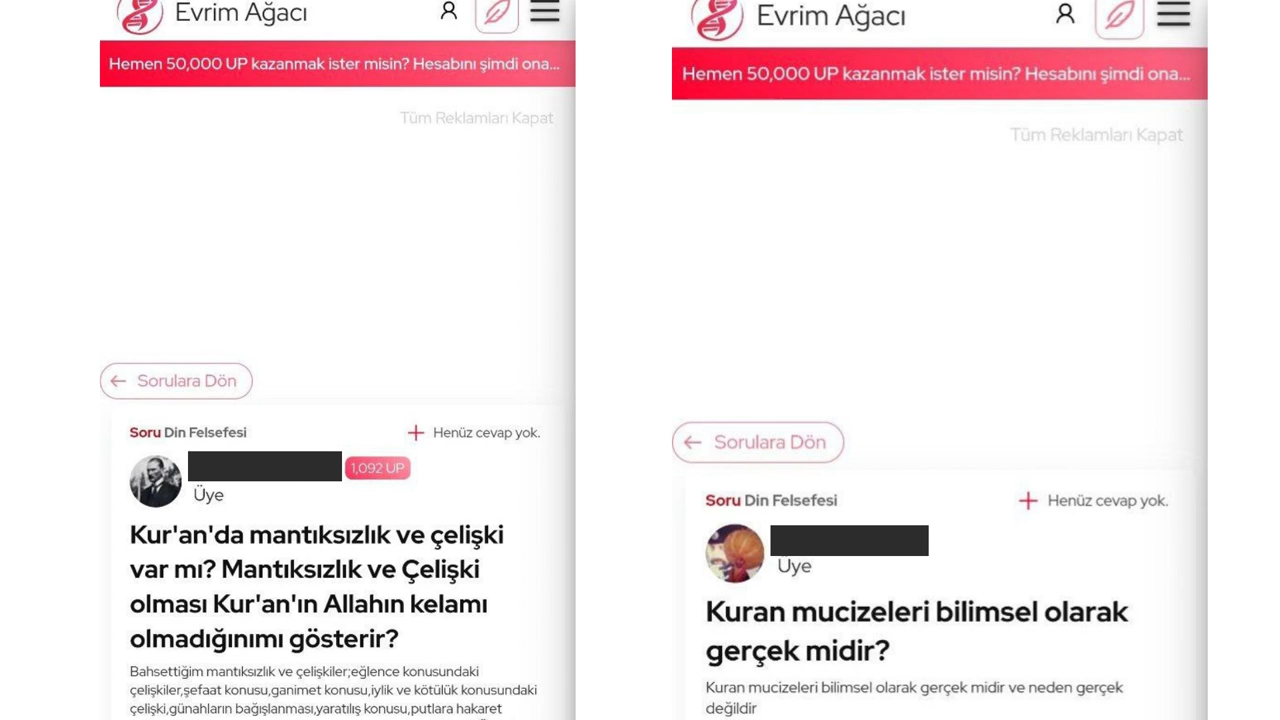 Evrim Ağacı
Hemen 50,000 UP kazanmak ister misin? Hesabını şimdi ona...
Tüm Reklamları Kapat
Sorulara Dön
Soru Din Felsefesi
Henüz cevap yok.
1,092 UP
Üye
Kur'an'da mantıksızlık ve çelişki
var mı? Mantıksızlık ve Çelişki
olması Kur'an'ın Allahın kelamı
olmadığınımı gösterir?
Bahsettiğim mantıksızlık ve çelişkiler;eğlence konusundaki
çelişkiler,şefaat konusu,ganimet konusu,iylik ve kötülük konusundaki
çelişki,günahların bağışlanması,yaratılış konusu,putlara hakaret
Evrim Ağacı
Hemen 50,000 UP kazanmak ister misin? Hesabını şimdi ona...
Tüm Reklamları Kapat
Sorulara Dön
Soru Din Felsefesi
Henüz cevap yok.
Üye
Kuran mucizeleri bilimsel olarak
gerçek midir?
Kuran mucizeleri bilimsel olarak gerçek midir ve neden gerçek
değildir